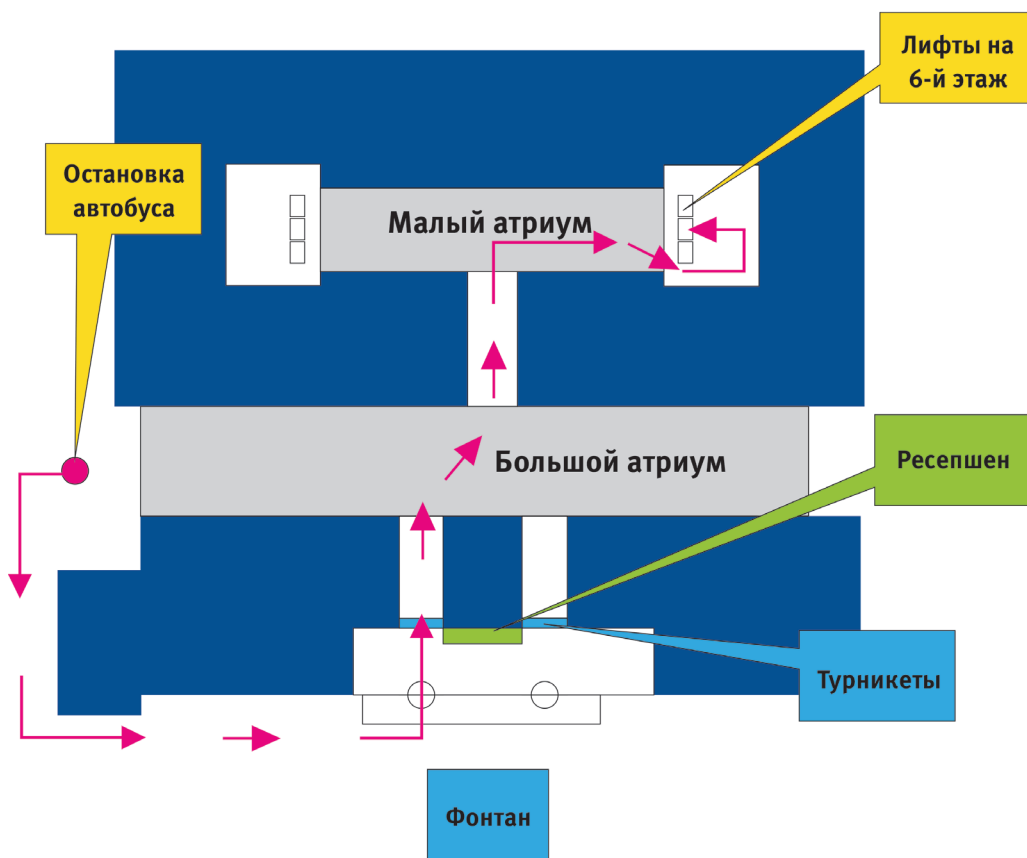 Лифты на
6-й этаж
Остановка
автобуса
Малый атриум
Большой атриум
Ресепшен
Турникеты
Фонтан